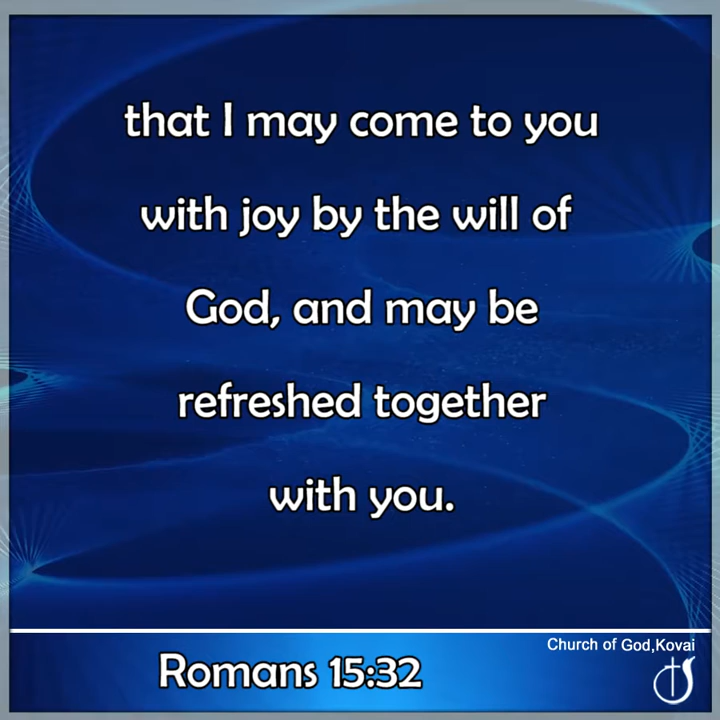 that I may come to you
with joy by the will of
God, and may be
refreshed together
with you.
Church of God,Kovai
Romans 15:32